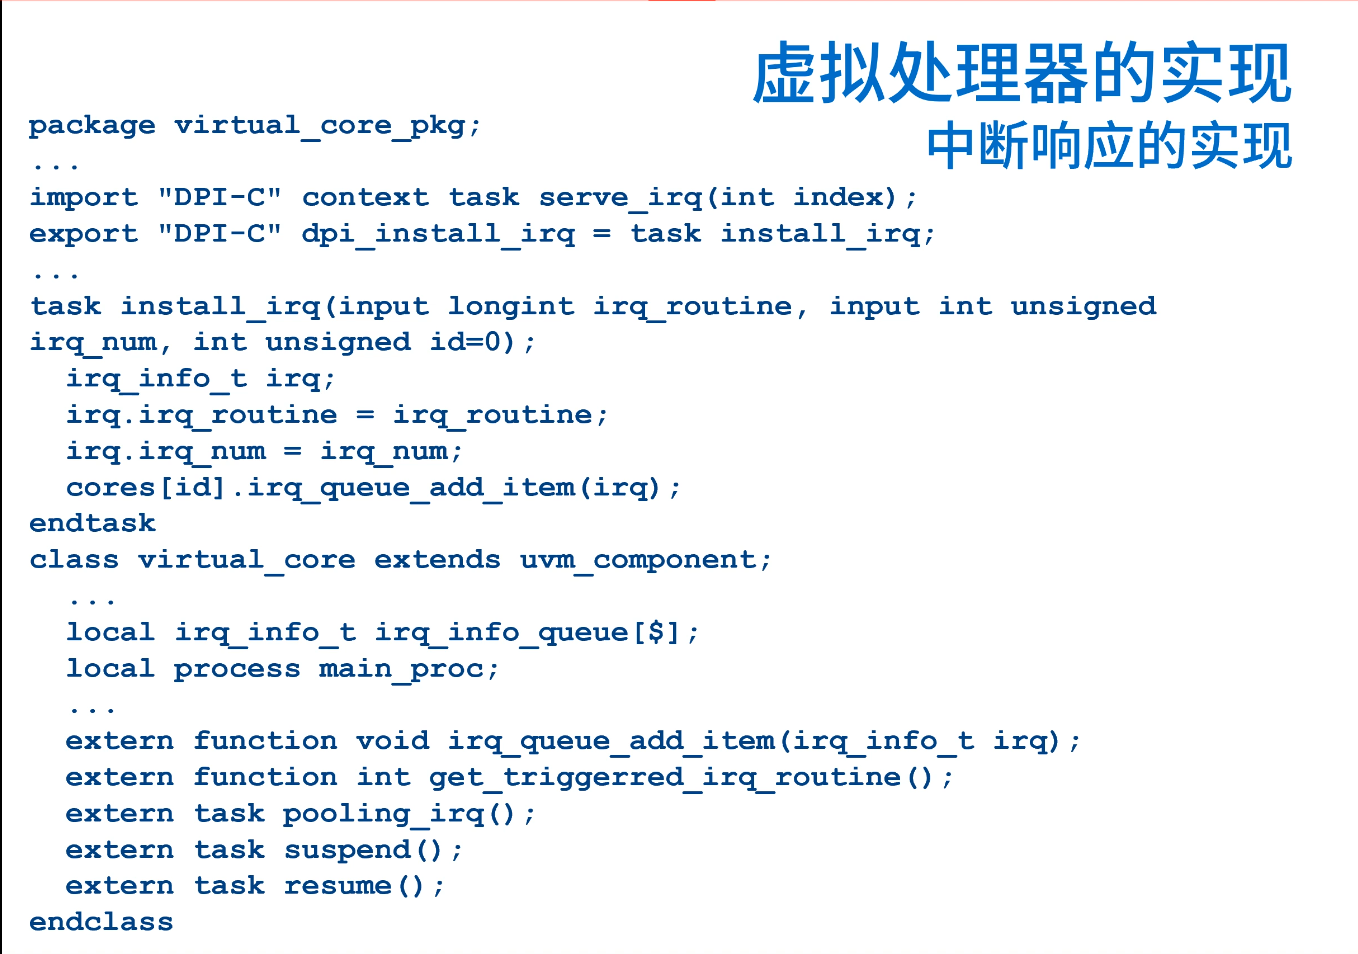 虚拟处理器的实现
中断响应的实现
package virtual_core_pkg;
...
import "DPI-C" context task serve_irq(int index);
export "DPI-C" dpi_install_irq = task install_irq;
...
task install_irq(input longint irq_routine, input int unsigned
irq_num, int unsigned id=0);
  irq_info_t irq;
  irq.irq_routine = irq_routine;
  irq.irq_num = irq_num;
  cores[id].irq_queue_add_item(irq);
endtask
class virtual_core extends uvm_component;
  ...
  local irq_info_t irq_info_queue[$];
  local process main_proc;
  ...
  extern function void irq_queue_add_item(irq_info_t irq);
  extern function int get_triggerred_irq_routine();
  extern task pooling_irq();
  extern task suspend();
  extern task resume();
endclass